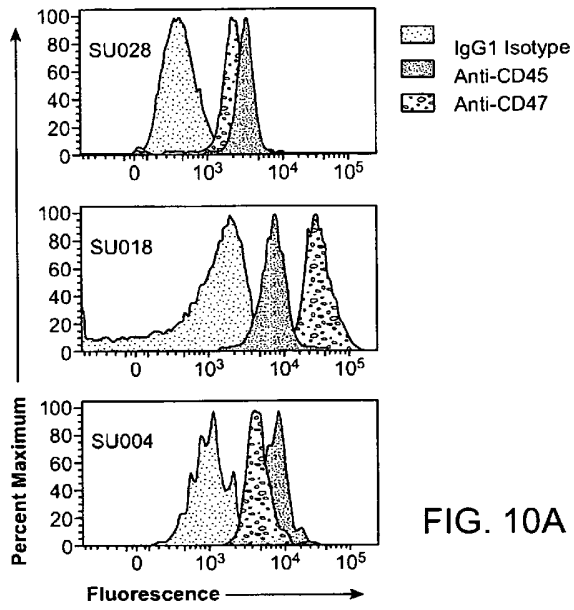 SU028
100
80
60
40
20
0
0 10³ 10⁴ 10⁵
IgG1 Isotype
Anti-CD45
Anti-CD47
SU018
100
80
60
40
20
0
0 10³ 10⁴ 10⁵
SU004
100
80
60
40
20
0
0 10³ 10⁴ 10⁵
Percent Maximum
Fluorescence
FIG. 10A